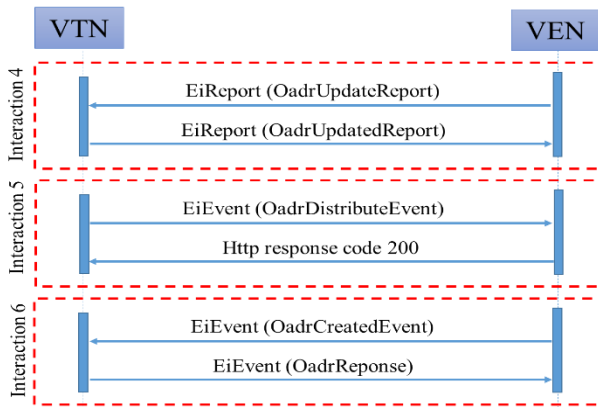 VTN
VEN
Interaction 4
EiReport (OadrUpdateReport)
EiReport (OadrUpdatedReport)
Interaction 5
EiEvent (OadrDistributeEvent)
Http response code 200
Interaction 6
EiEvent (OadrCreatedEvent)
EiEvent (OadrReponse)